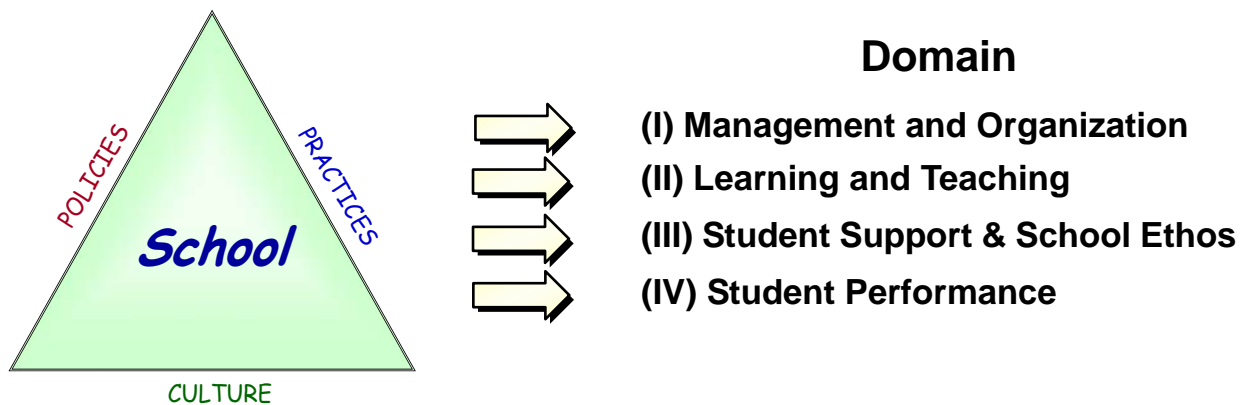 POLICIES
PRACTICES
School
CULTURE
Domain
(I) Management and Organization
(II) Learning and Teaching
(III) Student Support & School Ethos
(IV) Student Performance